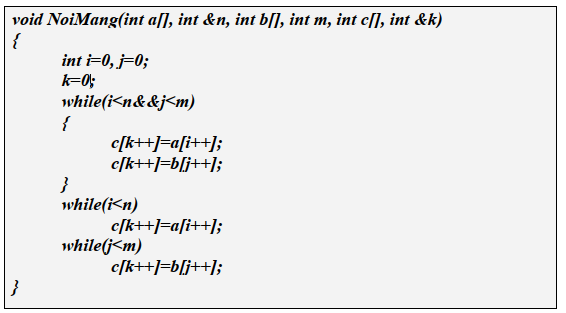 void NoiMang(int a[], int &n, int b[], int m, int c[], int &k)
{
int i=0, j=0;
k=0;
while(i<n&&j<m)
{
c[k++]=a[i++];
c[k++]=b[j++];
}
while(i<n)
c[k++]=a[i++];
while(j<m)
c[k++]=b[j++];
}